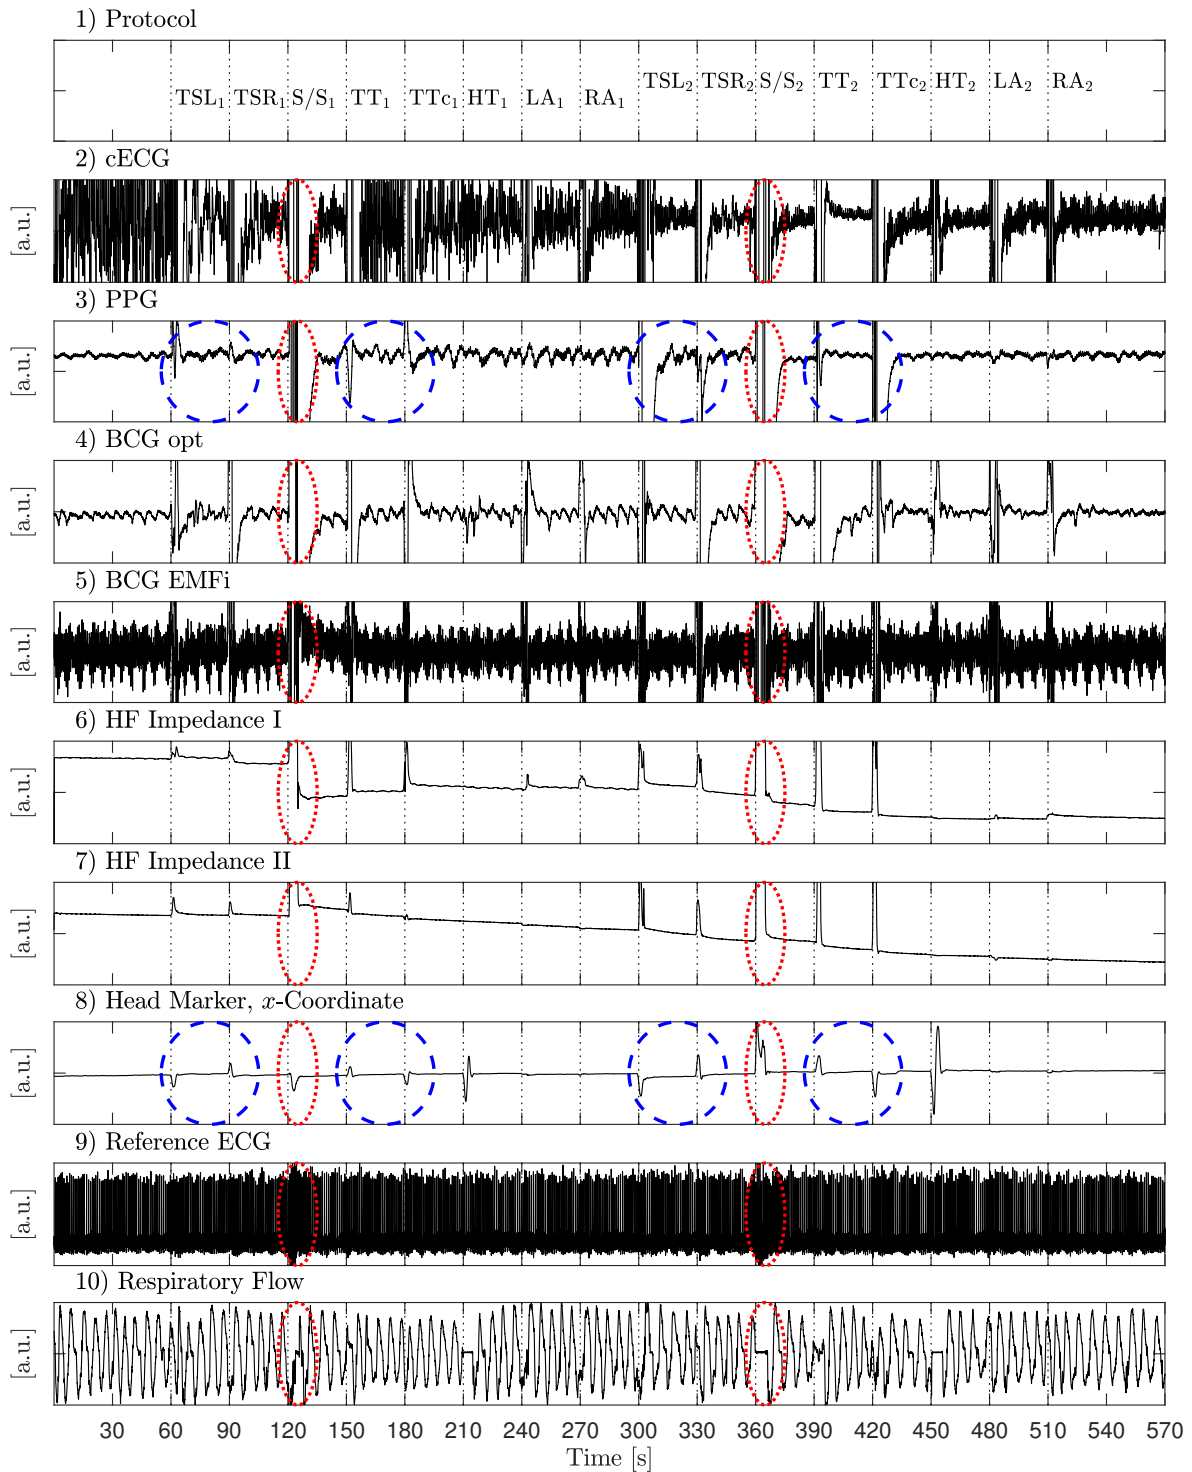 1) Protocol
TSL₁ TSR₁ S/S₁ TT₁ TTc₁ HT₁ LA₁ RA₁ TSL₂ TSR₂ S/S₂ TT₂ TTc₂ HT₂ LA₂ RA₂
2) cECG
[a.u.]
3) PPG
[a.u.]
4) BCG opt
[a.u.]
5) BCG EMFi
[a.u.]
6) HF Impedance I
[a.u.]
7) HF Impedance II
[a.u.]
8) Head Marker, x-Coordinate
[a.u.]
9) Reference ECG
[a.u.]
10) Respiratory Flow
[a.u.]
30 60 90 120 150 180 210 240 270 300 330 360 390 420 450 480 510 540 570
Time [s]